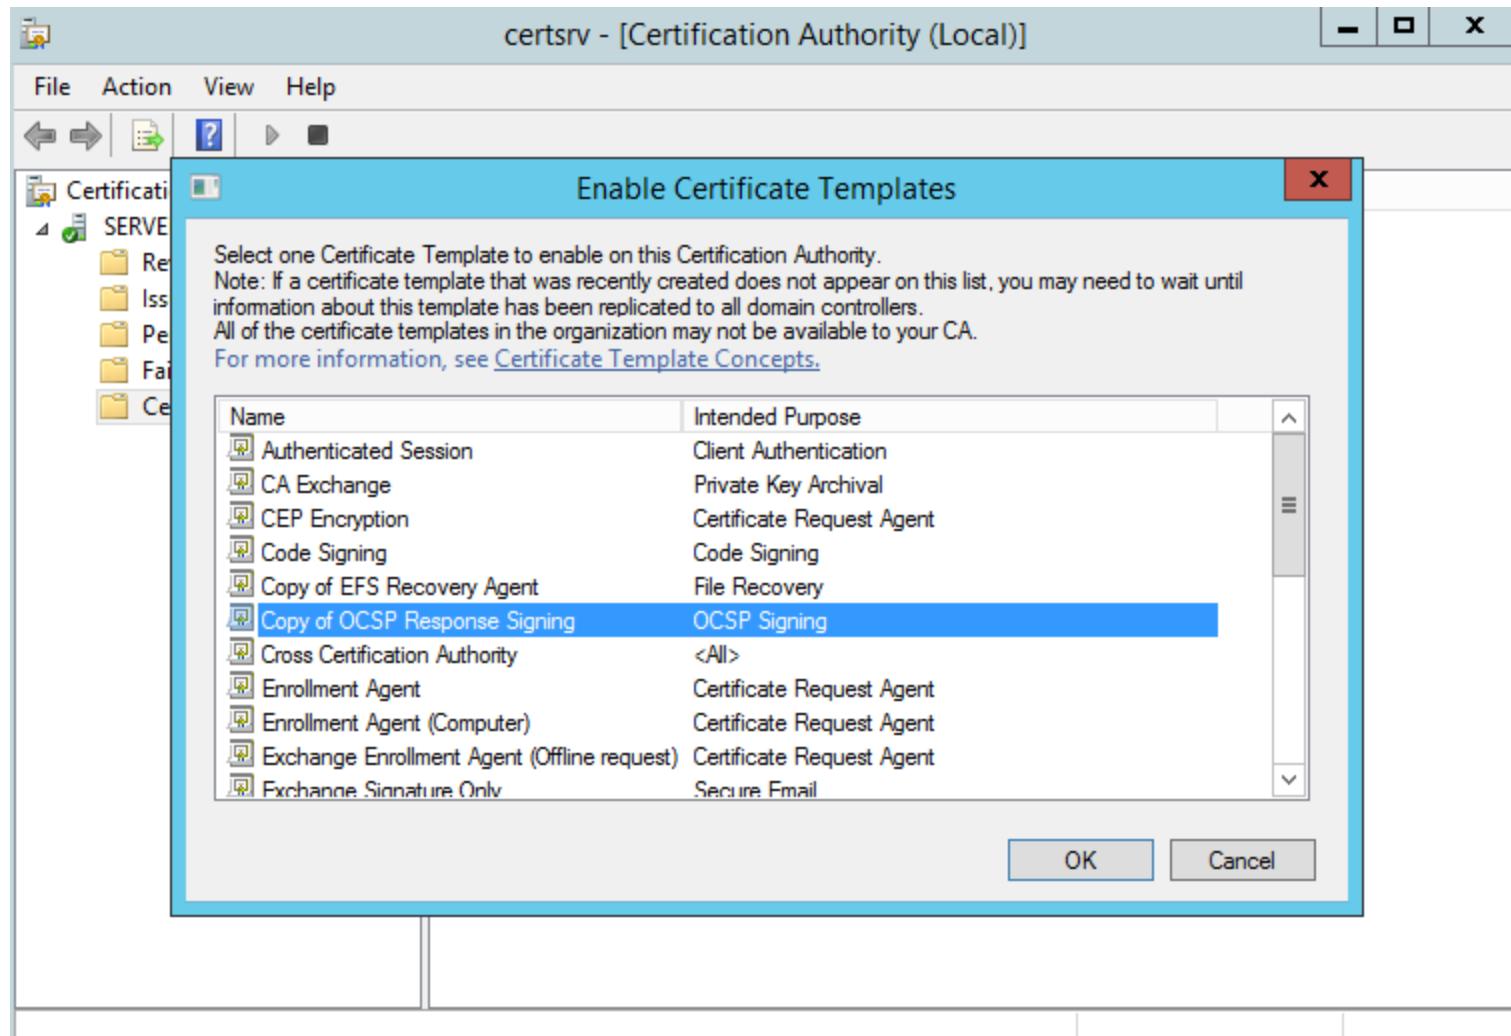 certsrv - [Certification Authority (Local)]
File Action View Help
Enable Certificate Templates
Certificati
SERVE
Re
Iss
Pe
Fai
Ce
Select one Certificate Template to enable on this Certification Authority.
Note: If a certificate template that was recently created does not appear on this list, you may need to wait until
information about this template has been replicated to all domain controllers.
All of the certificate templates in the organization may not be available to your CA.
For more information, see Certificate Template Concepts.
Name Intended Purpose
Authenticated Session Client Authentication
CA Exchange Private Key Archival
CEP Encryption Certificate Request Agent
Code Signing Code Signing
Copy of EFS Recovery Agent File Recovery
Copy of OCSP Response Signing OCSP Signing
Cross Certification Authority <All>
Enrollment Agent Certificate Request Agent
Enrollment Agent (Computer) Certificate Request Agent
Exchange Enrollment Agent (Offline request) Certificate Request Agent
Exchange Signature Only Secure Email
OK Cancel